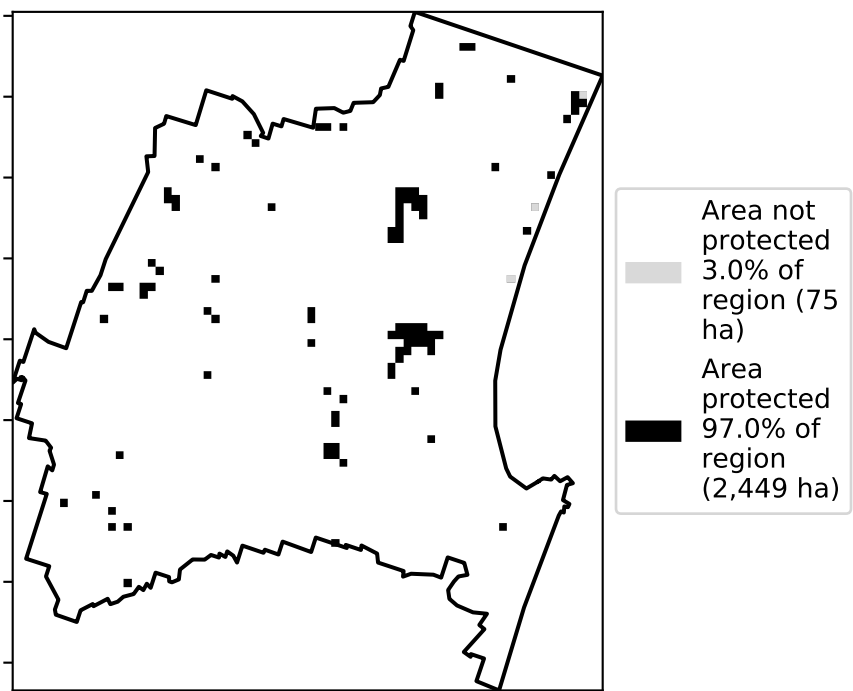 Area not
protected
3.0% of
region (75
ha)
Area
protected
97.0% of
region
(2,449 ha)